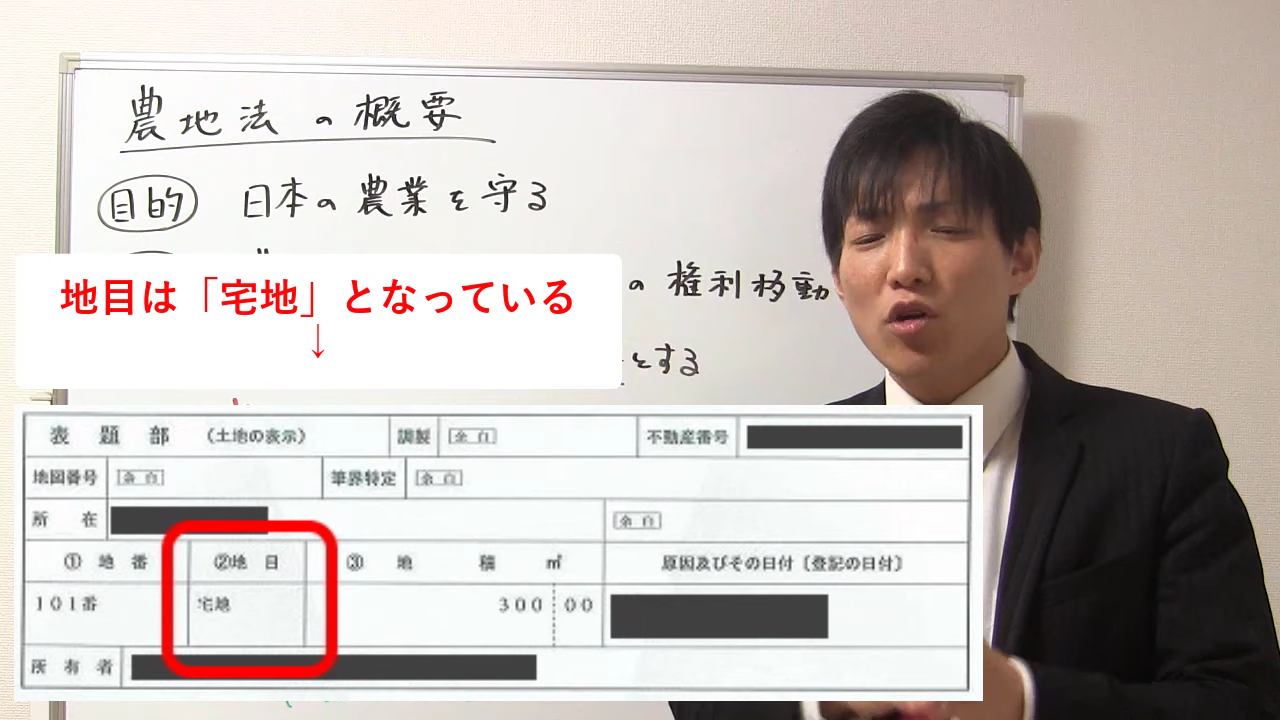 農地法の概要
目的 日本の農業を守る
の権利移動
とする
地目は「宅地」となっている
↓
表題部 (土地の表示) 調製 余白 不動産番号
地図番号 余白 筆界特定 余白
所在 余白
① 地番 ②地目 ③ 地積 ㎡ 原因及びその日付〔登記の日付〕
101番 宅地 300 00
所有者